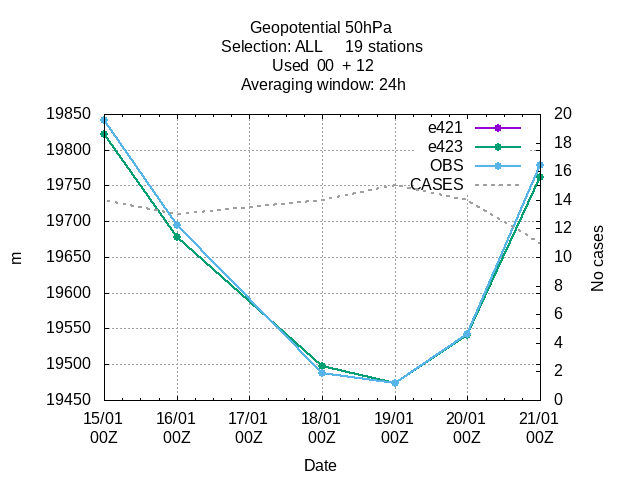 Geopotential 50hPa
Selection: ALL     19 stations
Used  00  + 12
Averaging window: 24h
19850
19800
19750
19700
19650
19600
19550
19500
19450
m
20
18
16
14
12
10
8
6
4
2
0
No cases
e421
e423
OBS
CASES
15/01 16/01 17/01 18/01 19/01 20/01 21/01
00Z 00Z 00Z 00Z 00Z 00Z 00Z
Date